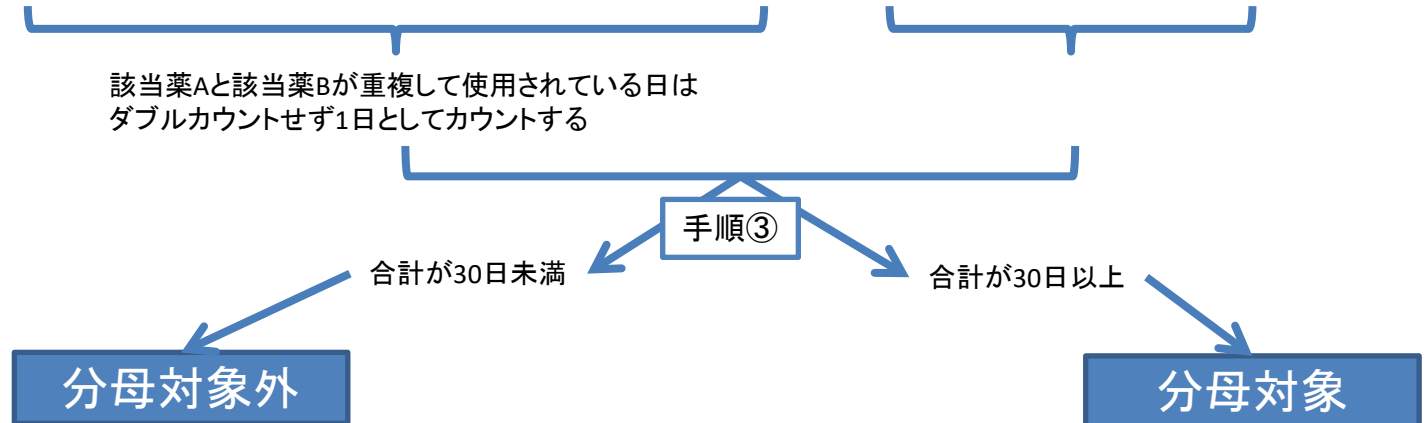 該当薬Aと該当薬Bが重複して使用されている日は
ダブルカウントせず1日としてカウントする
手順③
合計が30日未満
合計が30日以上
分母対象外
分母対象